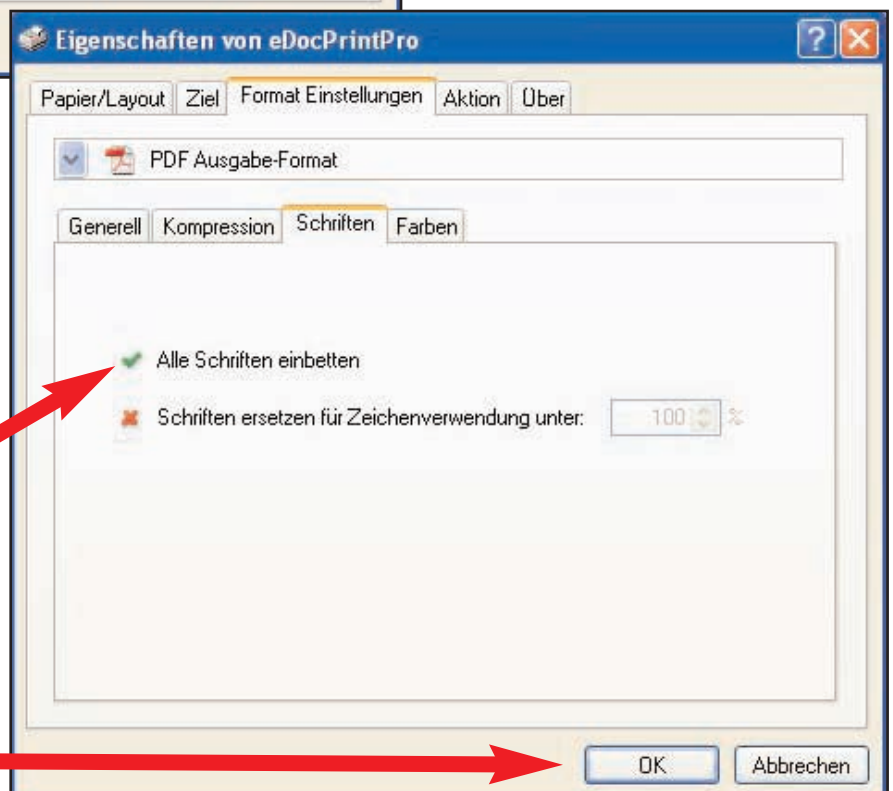 Eigenschaften von eDocPrintPro
Papier/Layout Ziel Format Einstellungen Aktion Über
PDF Ausgabe-Format
Generell Kompression Schriften Farben
Alle Schriften einbetten
Schriften ersetzen für Zeichenverwendung unter: 100 %
OK Abbrechen